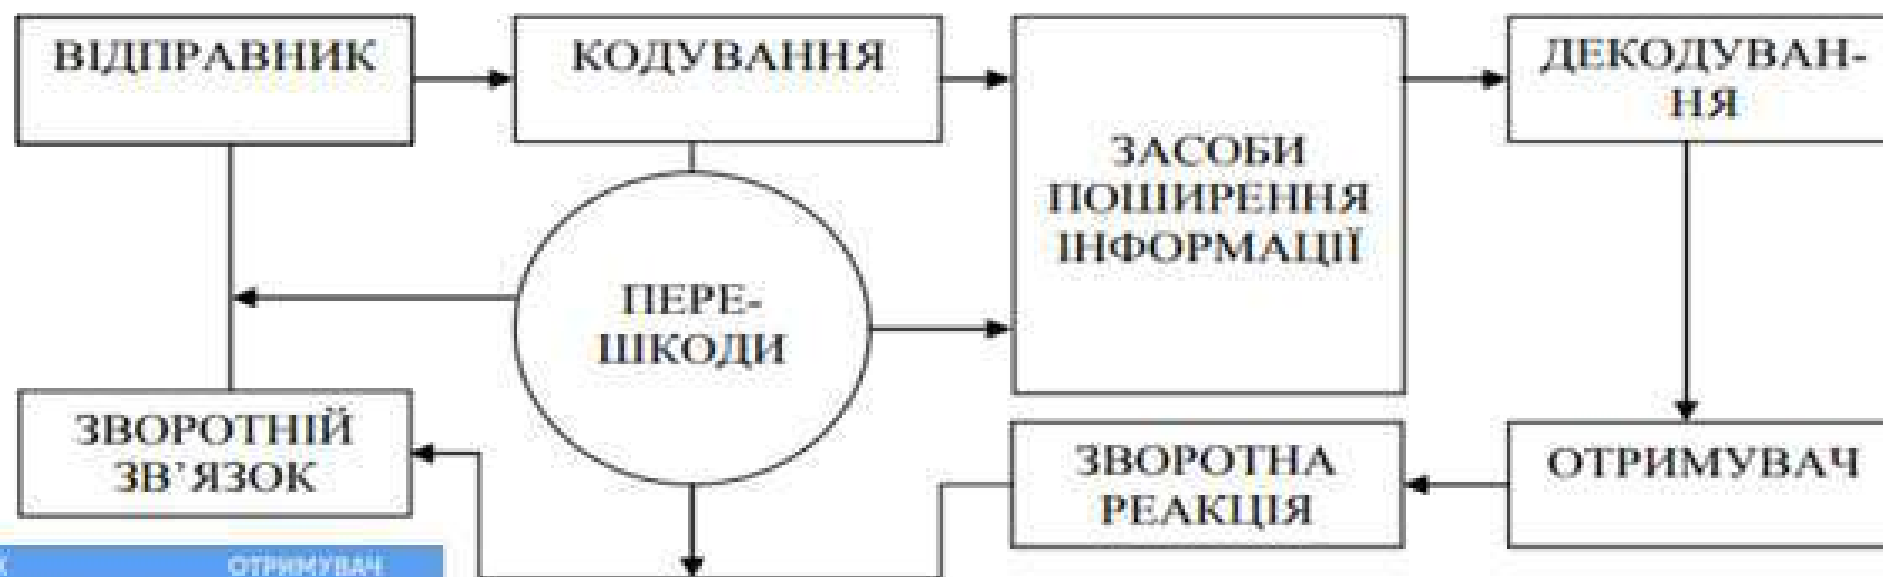 ВІДПРАВНИК
КОДУВАННЯ
ЗАСОБИ
ПОШИРЕННЯ
ІНФОРМАЦІЇ
ДЕКОДУВАН-
НЯ
ПЕРЕ-
ШКОДИ
ЗВОРОТНІЙ
ЗВ’ЯЗОК
ЗВОРОТНА
РЕАКЦІЯ
ОТРИМУВАЧ
ОТРИМУВАЧ